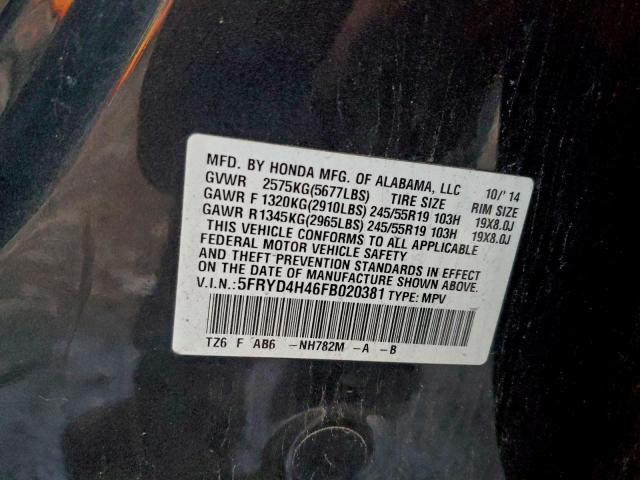 MFD. BY HONDA MFG. OF ALABAMA, LLC 10/'14
GVWR 2575KG(5677LBS) TIRE SIZE RIM SIZE
GAWR F 1320KG(2910LBS) 245/55R19 103H 19X8.0J
GAWR R1345KG(2965LBS) 245/55R19 103H 19X8.0J
THIS VEHICLE CONFORMS TO ALL APPLICABLE
FEDERAL MOTOR VEHICLE SAFETY
AND THEFT PREVENTION STANDARDS IN EFFECT
ON THE DATE OF MANUFACTURE SHOWN ABOVE.
V.I.N.:5FRYD4H46FB020381 TYPE: MPV
TZ6 F AB6 -NH782M -A -B